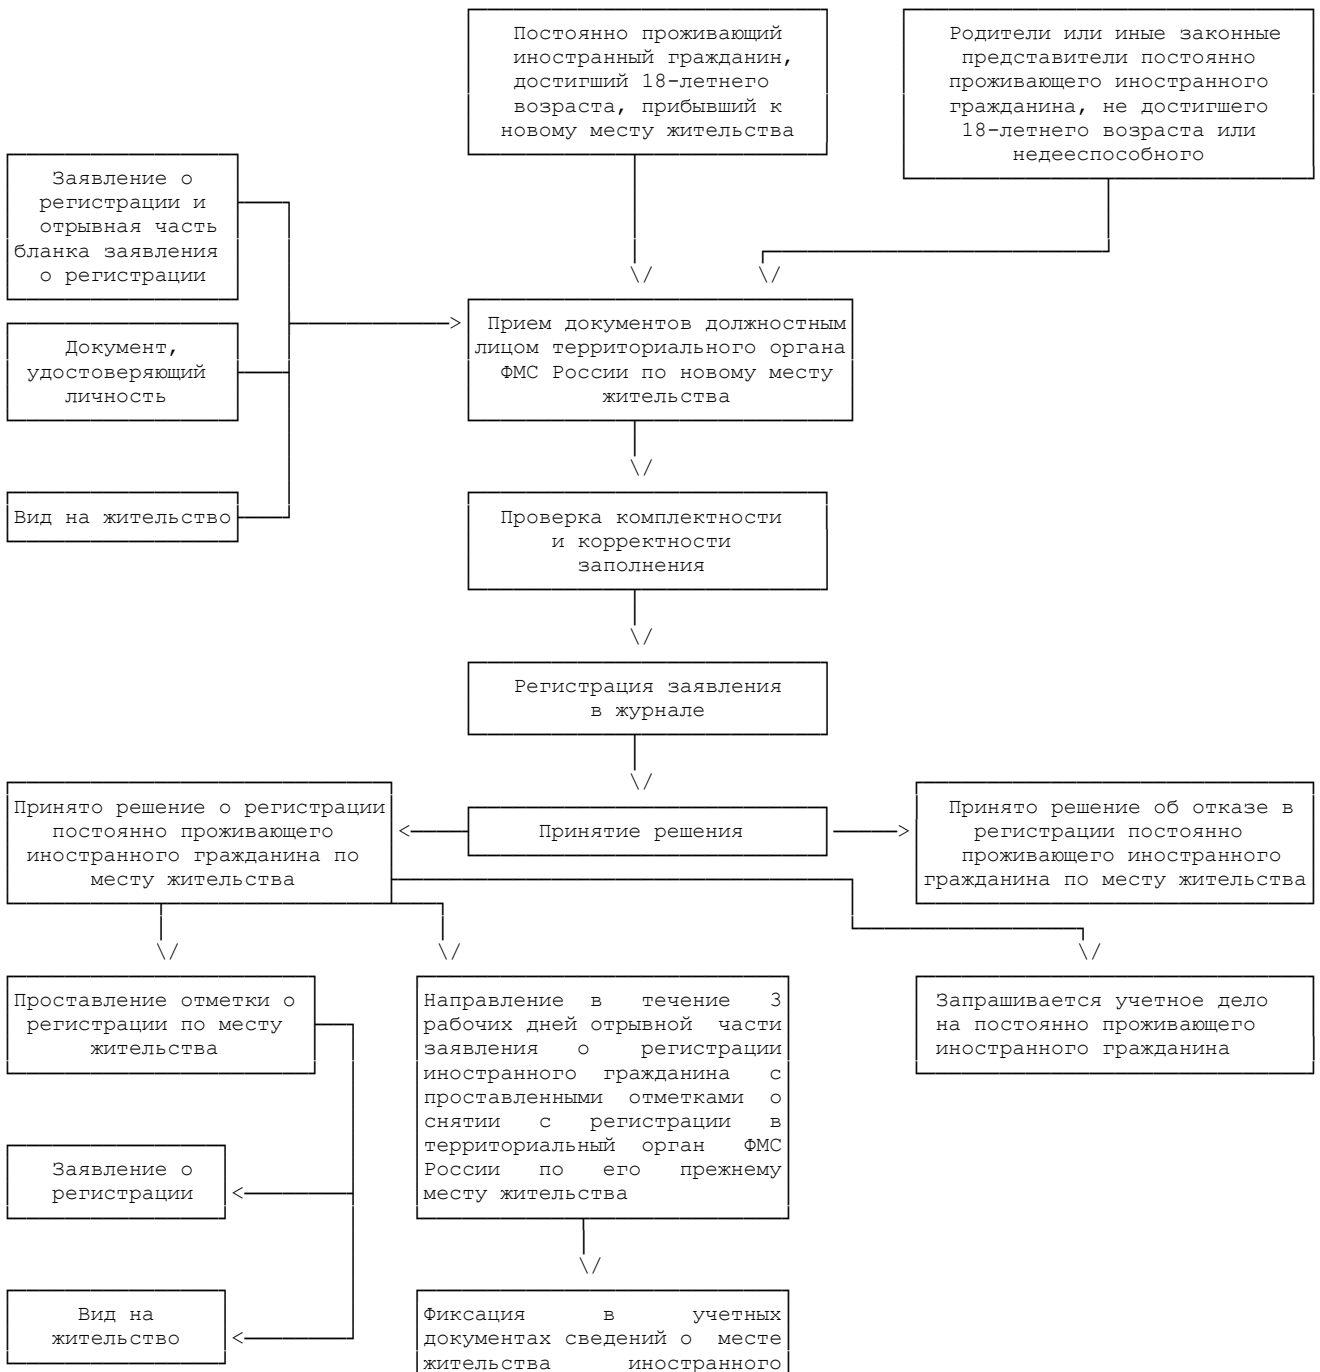 Постоянно проживающий
иностранный гражданин,
достигший 18-летнего
возраста, прибывший к
новому месту жительства
Родители или иные законные
представители постоянно
проживающего иностранного
гражданина, не достигшего
18-летнего возраста или
недееспособного
Заявление о
регистрации и
отрывная часть
бланка заявления
о регистрации
Документ,
удостоверяющий
личность
Вид на жительство
Прием документов должностным
лицом территориального органа
ФМС России по новому месту
жительства
Проверка комплектности
и корректности
заполнения
Регистрация заявления
в журнале
Принято решение о регистрации
постоянно проживающего
иностранного гражданина по
месту жительства
Принятие решения
Принято решение об отказе в
регистрации постоянно
проживающего иностранного
гражданина по месту жительства
Проставление отметки о
регистрации по месту
жительства
Направление в течение 3
рабочих дней отрывной части
заявления о регистрации
иностранного гражданина с
проставленными отметками о
снятии с регистрации в
территориальный орган ФМС
России по его прежнему
месту жительства
Запрашивается учетное дело
на постоянно проживающего
иностранного гражданина
Заявление о
регистрации
Вид на
жительство
Фиксация в учетных
документах сведений о месте
жительства иностранного